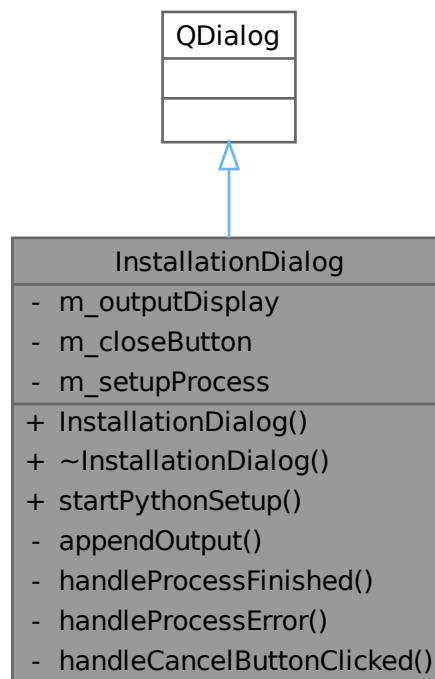 QDialog
InstallationDialog
- m_outputDisplay
- m_closeButton
- m_setupProcess
+ InstallationDialog()
+ ~InstallationDialog()
+ startPythonSetup()
- appendOutput()
- handleProcessFinished()
- handleProcessError()
- handleCancelButtonClicked()